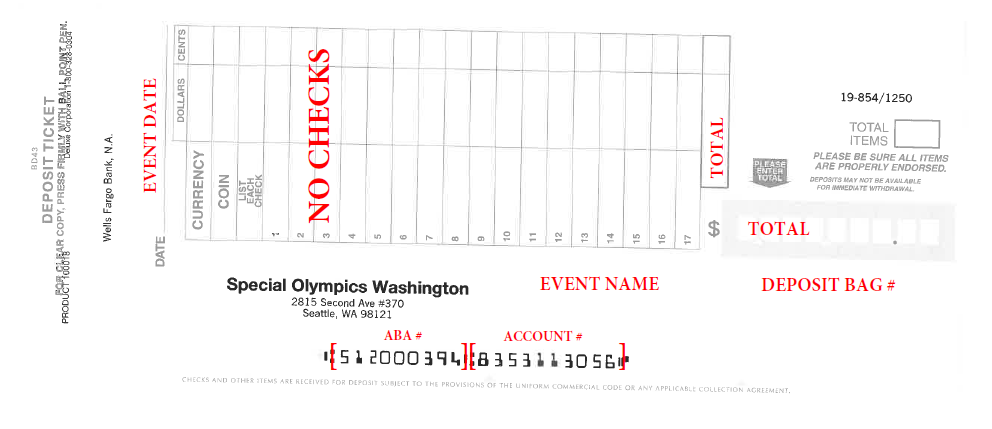 BD43
DEPOSIT TICKET
FOR CLEAR COPY, PRESS FIRMLY WITH BALL POINT PEN.
PRODUCT 160018 Deluxe Corporation 1-800-328-0304
Wells Fargo Bank, N.A.
EVENT DATE
DATE
DOLLARS
CENTS
CURRENCY
COIN
LIST
EACH
CHECK
1
2
3
4
5
6
7
8
9
10
11
12
13
14
15
16
17
NO CHECKS
TOTAL
19-854/1250
TOTAL
ITEMS
PLEASE BE SURE ALL ITEMS
ARE PROPERLY ENDORSED.
DEPOSITS MAY NOT BE AVAILABLE
FOR IMMEDIATE WITHDRAWAL.
PLEASE
ENTER
TOTAL
$ TOTAL .
Special Olympics Washington
2815 Second Ave #370
Seattle, WA 98121
EVENT NAME
DEPOSIT BAG #
ABA # ACCOUNT #
⑆[512000394][8353113056]⑈
CHECKS AND OTHER ITEMS ARE RECEIVED FOR DEPOSIT SUBJECT TO THE PROVISIONS OF THE UNIFORM COMMERCIAL CODE OR ANY APPLICABLE COLLECTION AGREEMENT.